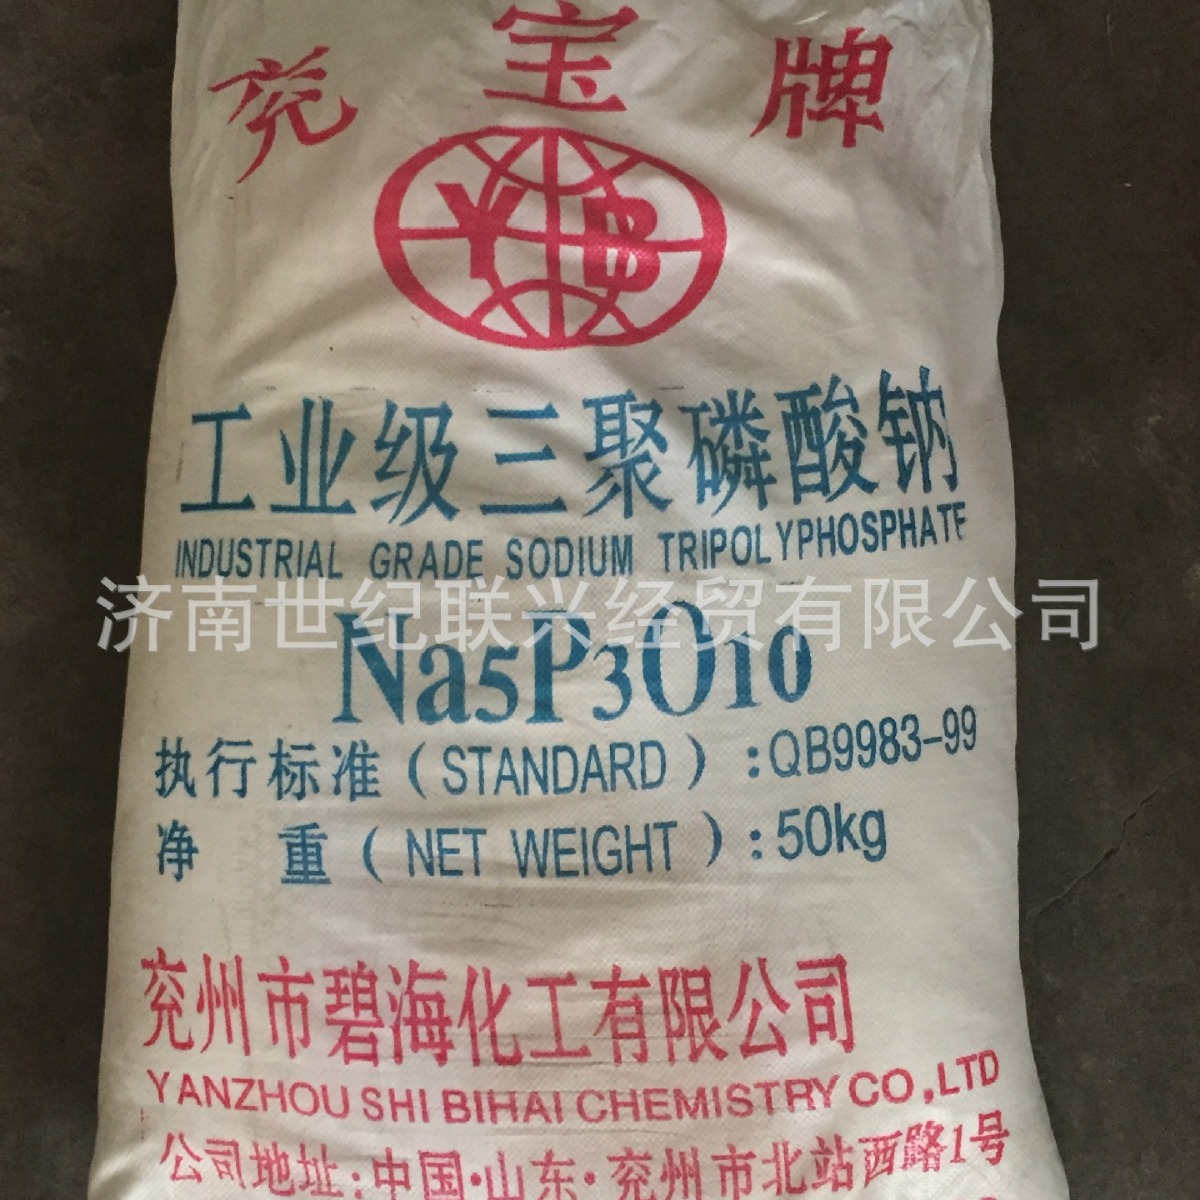 兖宝牌
YB
工业级三聚磷酸钠
INDUSTRIAL GRADE SODIUM TRIPOLYPHOSPHATE
济南世纪联兴经贸有限公司
Na5P3O10
执行标准(STANDARD):QB9983-99
净 重(NET WEIGHT):50kg
兖州市碧海化工有限公司
YANZHOU SHI BIHAI CHEMISTRY CO,LTD
公司地址:中国·山东·兖州市北站西路1号